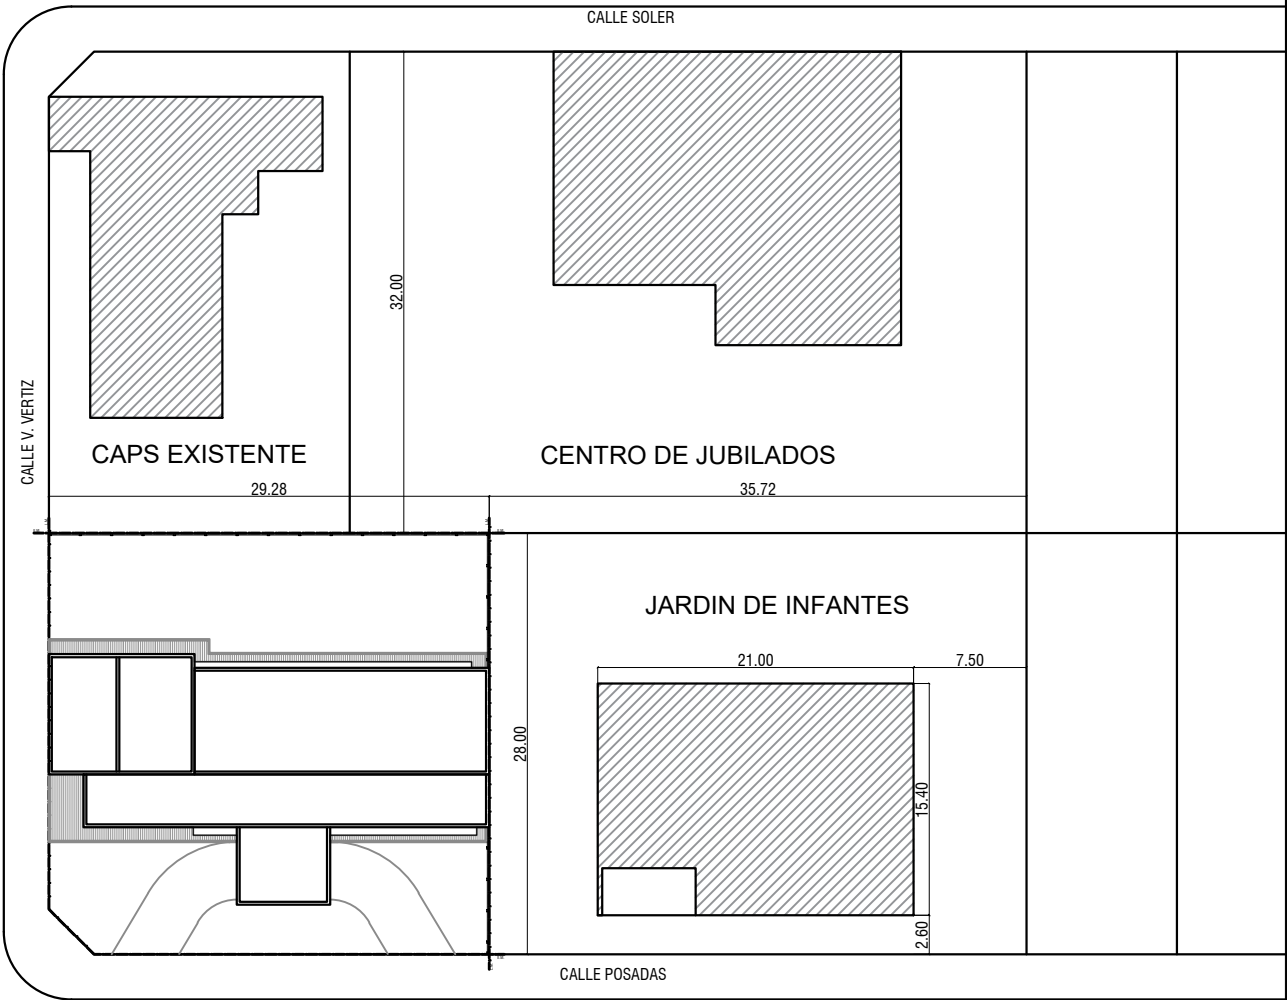 CALLE SOLER
32.00
CALLE V. VERTIZ
CAPS EXISTENTE
CENTRO DE JUBILADOS
29.28
35.72
JARDIN DE INFANTES
21.00
7.50
28.00
15.40
2.60
CALLE POSADAS